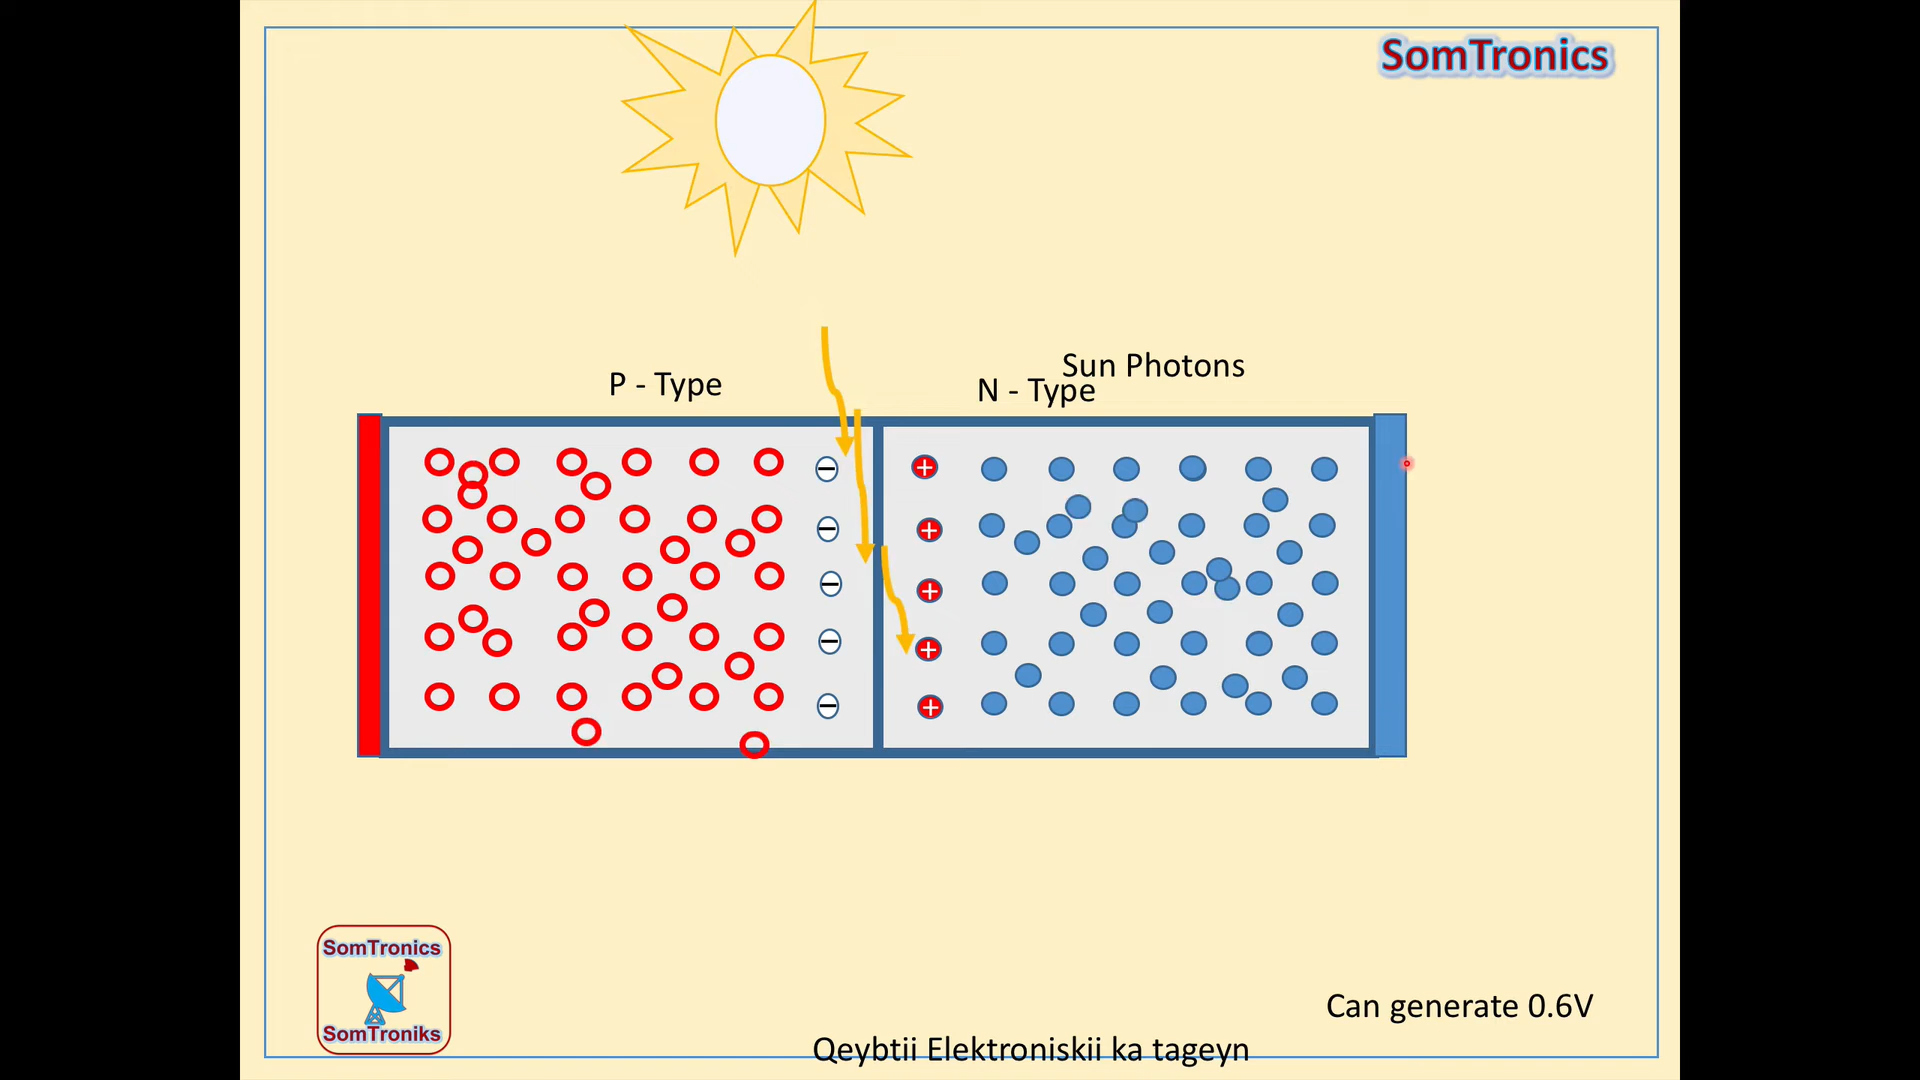 SomTronics
Sun Photons
P - Type
N - Type
SomTronics
SomTroniks
Can generate 0.6V
Qeybtii Elektroniskii ka tageyn